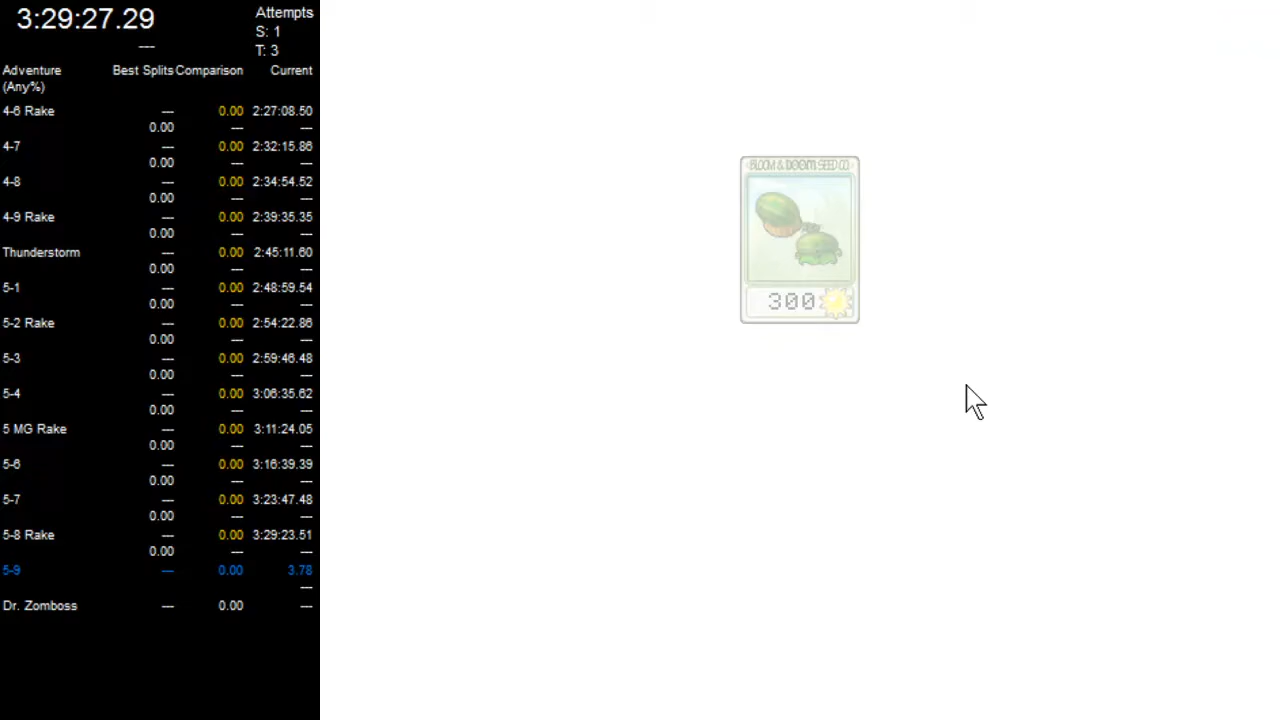 3:29:27.29
Attempts
---
S: 1
T: 3
Adventure (Any%) Best Splits Comparison Current
4-6 Rake --- 0.00 2:27:08.50
0.00 --- ---
4-7 --- 0.00 2:32:15.86
0.00 --- ---
4-8 --- 0.00 2:34:54.52
0.00 --- ---
4-9 Rake --- 0.00 2:39:35.35
0.00 --- ---
Thunderstorm --- 0.00 2:45:11.60
0.00 --- ---
5-1 --- 0.00 2:48:59.54
0.00 --- ---
5-2 Rake --- 0.00 2:54:22.86
0.00 --- ---
5-3 --- 0.00 2:59:46.48
0.00 --- ---
5-4 --- 0.00 3:06:35.62
0.00 --- ---
5 MG Rake --- 0.00 3:11:24.05
0.00 --- ---
5-6 --- 0.00 3:16:39.39
0.00 --- ---
5-7 --- 0.00 3:23:47.48
0.00 --- ---
5-8 Rake --- 0.00 3:29:23.51
0.00 --- ---
5-9 --- 0.00 3.78
---
Dr. Zomboss --- 0.00 ---
BLOOM & DOOM SEED CO
300